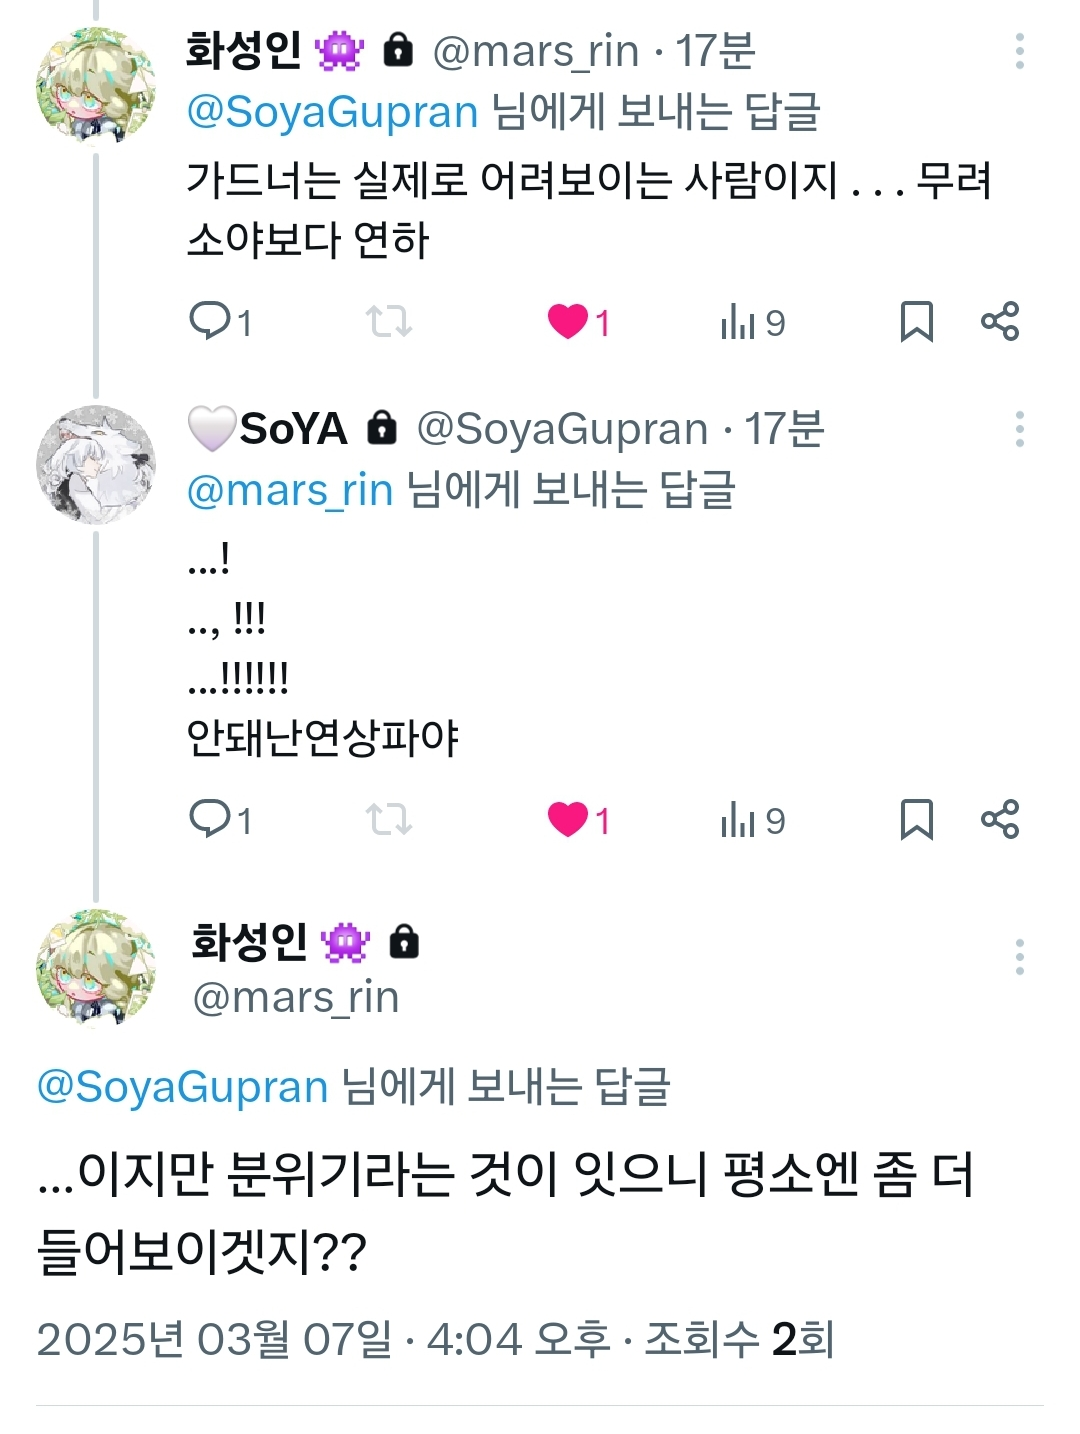 화성인 👾 🔒 @mars_rin · 17분
@SoyaGupran 님에게 보내는 답글
가드너는 실제로 어려보이는 사람이지 . . . 무려
소야보다 연하
1 1 9
🤍SoYA 🔒 @SoyaGupran · 17분
@mars_rin 님에게 보내는 답글
...!
.., !!!
...!!!!!!
안돼난연상파야
1 1 9
화성인 👾 🔒
@mars_rin
@SoyaGupran 님에게 보내는 답글
...이지만 분위기라는 것이 잇으니 평소엔 좀 더
들어보이겟지??
2025년 03월 07일 · 4:04 오후 · 조회수 2회